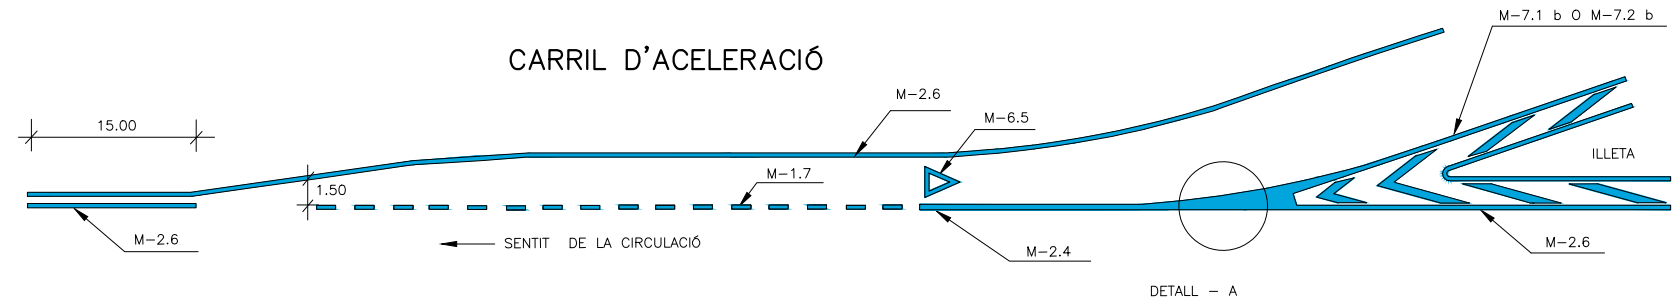 M-7.1 b O M-7.2 b
CARRIL D'ACELERACIÓ
M-2.6
15.00
M-6.5
ILLETA
M-1.7
1.50
M-2.6
SENTIT DE LA CIRCULACIÓ
M-2.4
M-2.6
DETALL - A